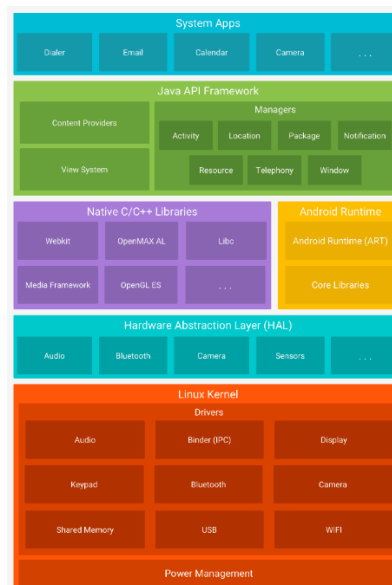 System Apps
Dialer Email Calendar Camera . . .
Java API Framework
Content Providers
View System
Managers
Activity Location Package Notification
Resource Telephony Window
Native C/C++ Libraries
Webkit OpenMAX AL Libc
Media Framework OpenGL ES . . .
Android Runtime
Android Runtime (ART)
Core Libraries
Hardware Abstraction Layer (HAL)
Audio Bluetooth Camera Sensors . . .
Linux Kernel
Drivers
Audio Binder (IPC) Display
Keypad Bluetooth Camera
Shared Memory USB WIFI
Power Management